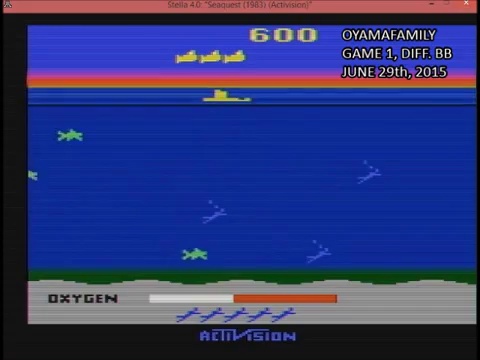 Stella 4.0: "Seaquest (1983) (Activision)"
600
OYAMAFAMILY
GAME 1, DIFF. BB
JUNE 29th, 2015
OXYGEN
ACTIVISION